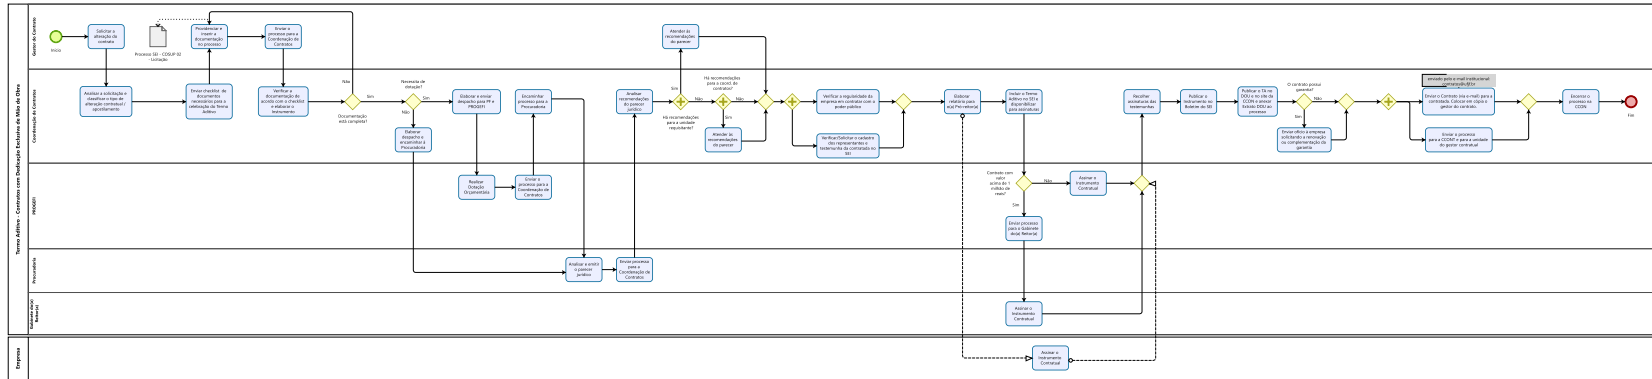 Termo Aditivo - Contratos com Dedicação Exclusiva de Mão de Obra
Gestor do Contrato
Início
Solicitar a
alteração do
contrato
Processo SEI - COSUP 02
- Licitação
Providenciar e
inserir a
documentação
no processo
Enviar o
processo para a
Coordenação de
Contratos
Atender às
recomendações
do parecer
Coordenação de Contratos
Analisar a solicitação e
classificar o tipo de
alteração contratual /
apostilamento
Enviar checklist de
documentos
necessários para a
celebração do Termo
Aditivo
Verificar a
documentação de
acordo com o checklist
e elaborar o
instrumento
Não
Sim
Documentação
está completa?
Necessita de
dotação?
Sim
Não
Elaborar
despacho e
encaminhar à
Procuradoria
Elaborar e enviar
despacho para PF e
PROGEFI
Encaminhar
processo para a
Procuradoria
Analisar
recomendações
do parecer
jurídico
Sim
Não
Há recomendações
para a unidade
requisitante?
Há recomendações
para a coord. de
contratos?
Não
Sim
Atender às
recomendações
do parecer
Verificar a regularidade da
empresa em contratar com o
poder público
Verificar/Solicitar o cadastro
dos representantes e
testemunha da contratada no
SEI
Elaborar
relatório para
o(a) Pró-reitor(a)
Incluir o Termo
Aditivo no SEI e
disponibilizar
para assinaturas
Recolher
assinaturas das
testemunhas
Publicar o
Instrumento no
Boletim do SEI
Publicar o TA no
DOU e no site da
CCON e anexar
Extrato DOU ao
processo
O contrato possui
garantia?
Não
Sim
Enviar ofício à empresa
solicitando a renovação
ou complementação da
garantia
enviado pelo e-mail institucional
Enviar o Contrato (via e-mail) para a
contratada. Colocar em cópia o
gestor do contrato.
Enviar o processo
para a CCONT e para a unidade
do gestor contratual
Encerrar o
processo na
CCON
Fim
PROGEFI
Realizar
Dotação
Orçamentária
Enviar o
processo para a
Coordenação de
Contratos
Contrato com
valor
acima de 1
milhão de
reais?
Não
Sim
Assinar o
Instrumento
Contratual
Enviar processo
para o Gabinete
do(a) Reitor(a)
Procuradoria
Analisar e emitir
o parecer
jurídico
Enviar processo
para a
Coordenação de
Contratos
Gabinete do(a)
Reitor(a)
Assinar o
Instrumento
Contratual
Empresa
Assinar o
Instrumento
Contratual